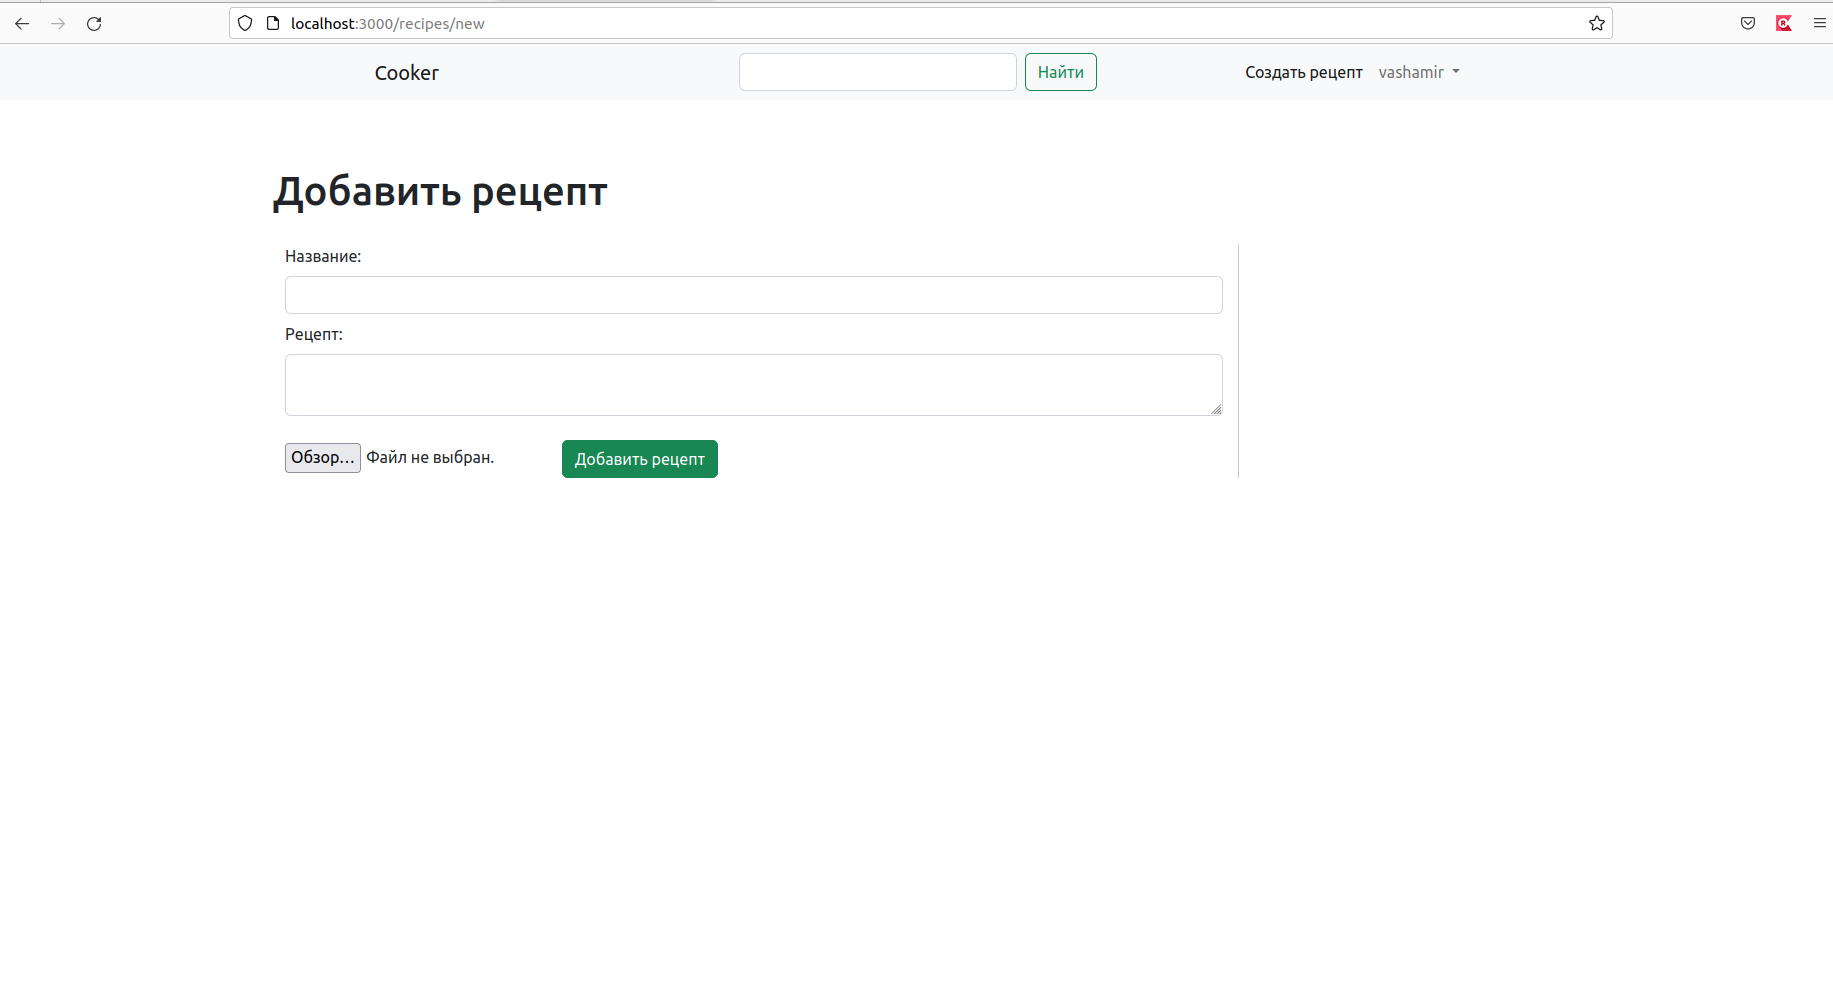 localhost:3000/recipes/new
Cooker
Найти
Создать рецепт
vashamir
Добавить рецепт
Название:
Рецепт:
Обзор... Файл не выбран.
Добавить рецепт